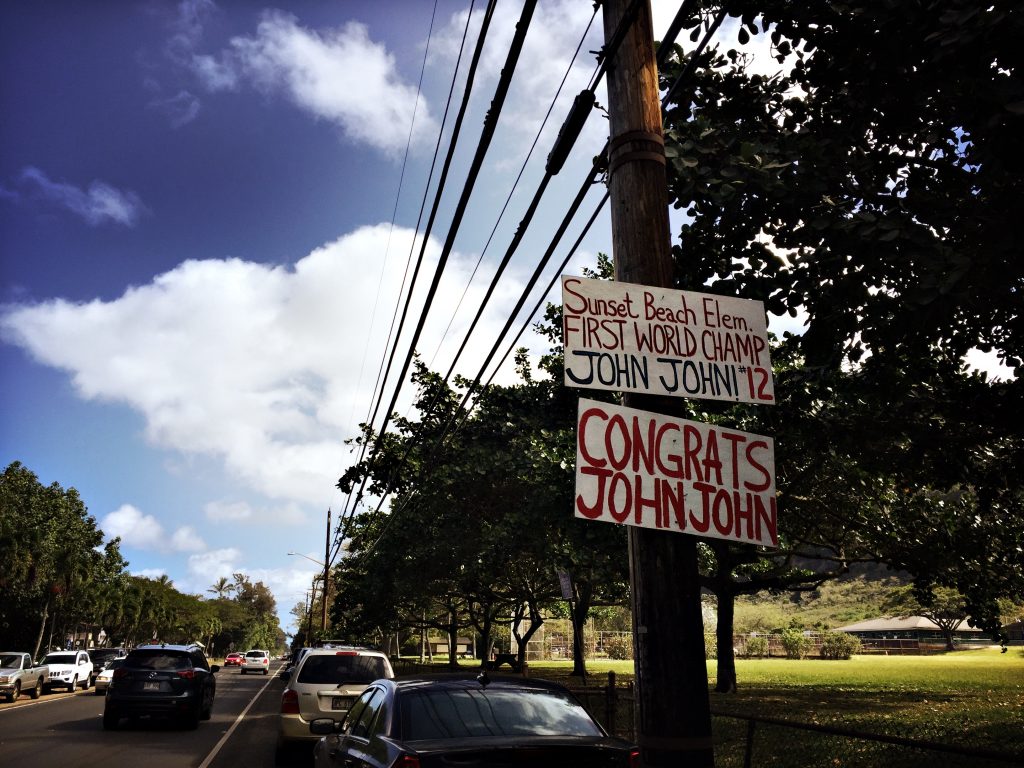 Sunset Beach Elem.
FIRST WORLD CHAMP
JOHN JOHN! #12
CONGRATS
JOHN JOHN